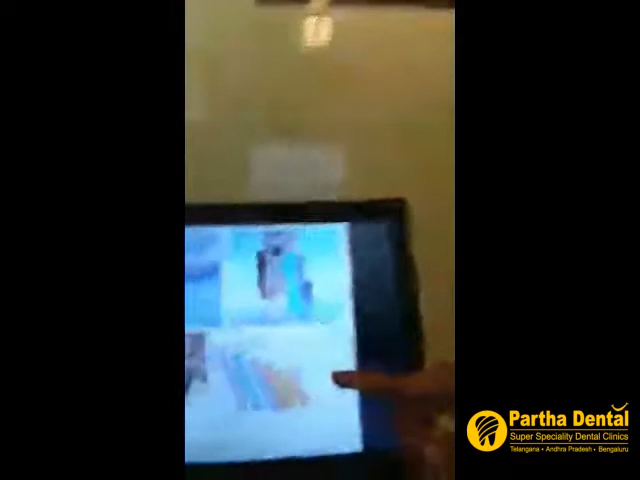 Partha Dental
Super Speciality Dental Clinics
Telangana • Andhra Pradesh • Bengaluru